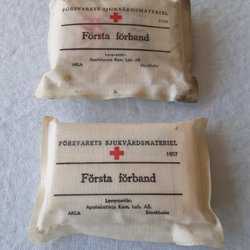 FÖRSVARETS SJUKVÅRDSMATERIEL
Första förband
Leverantör:
Apotekarnas Kem. Lab. AB.
AKLA Stockholm
FÖRSVARETS SJUKVÅRDSMATERIEL
1957
Första förband
Leverantör:
Apotekarnas Kem. Lab. AB.
AKLA Stockholm